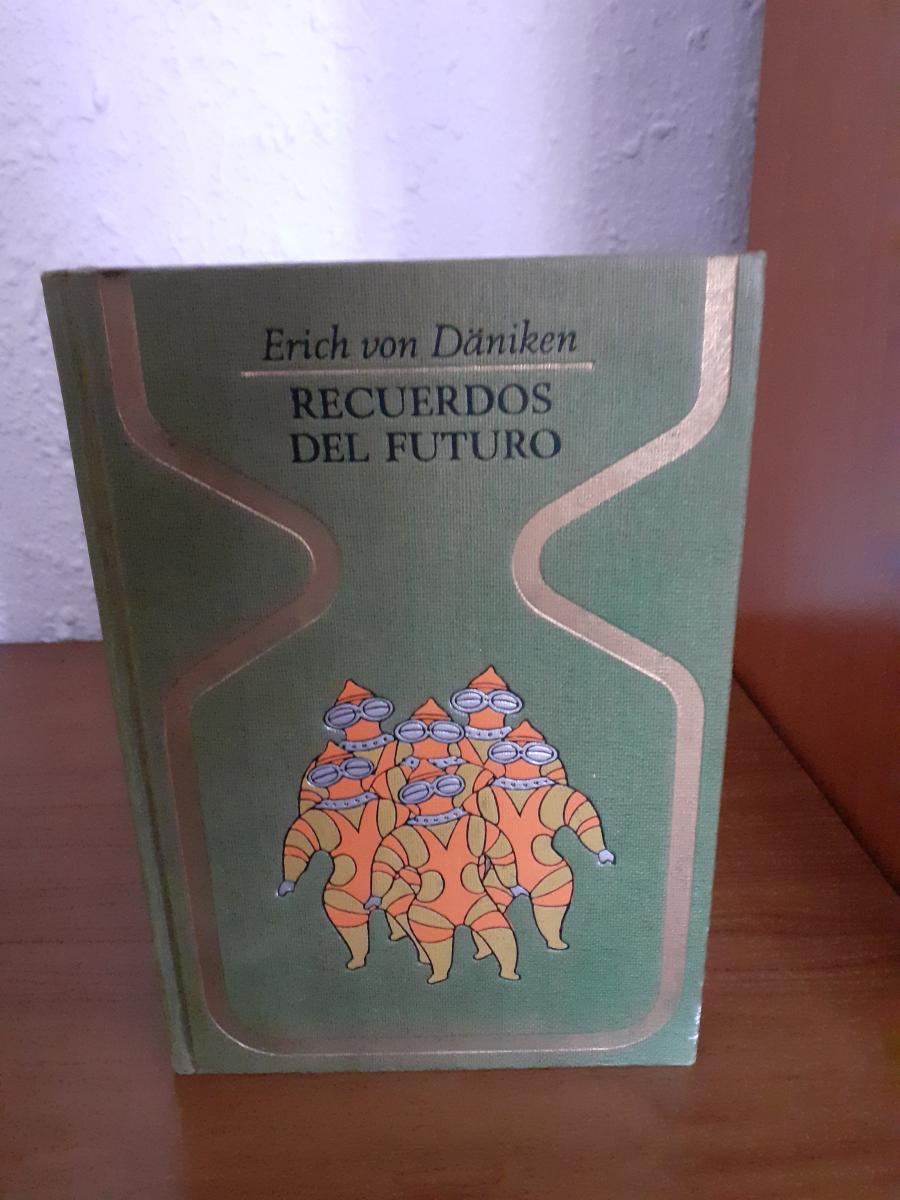 Erich von Däniken
RECUERDOS
DEL FUTURO